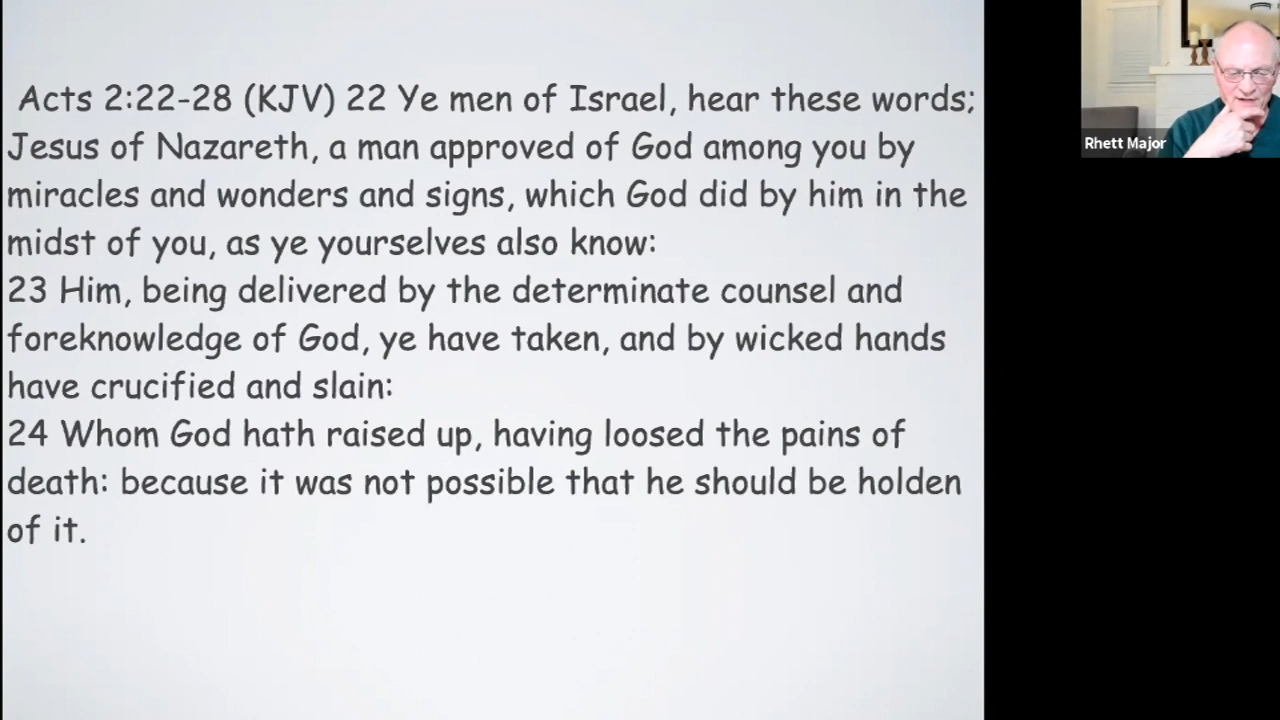 Acts 2:22-28 (KJV) 22 Ye men of Israel, hear these words;
Jesus of Nazareth, a man approved of God among you by
miracles and wonders and signs, which God did by him in the
midst of you, as ye yourselves also know:
23 Him, being delivered by the determinate counsel and
foreknowledge of God, ye have taken, and by wicked hands
have crucified and slain:
24 Whom God hath raised up, having loosed the pains of
death: because it was not possible that he should be holden
of it.
Rhett Major